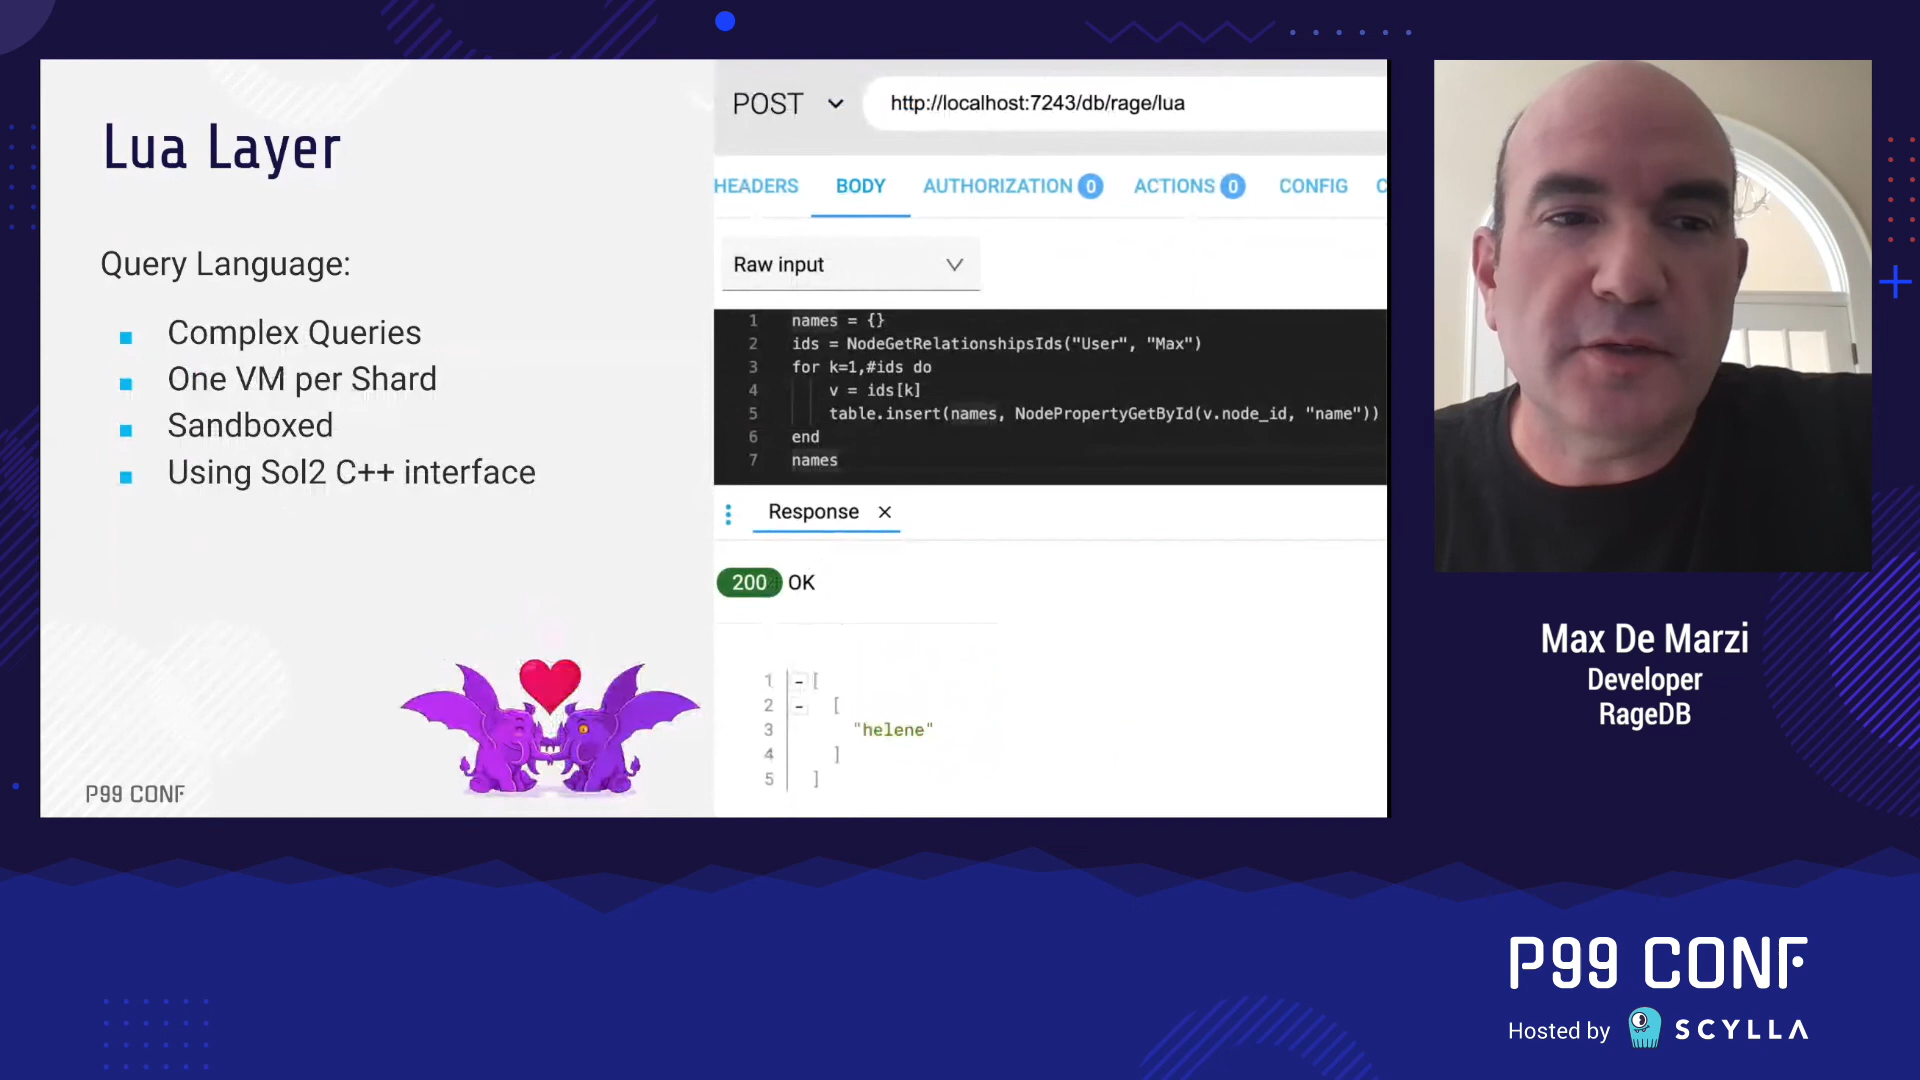 Lua Layer
Query Language:
Complex Queries
One VM per Shard
Sandboxed
Using Sol2 C++ interface
P99 CONF
POST
http://localhost:7243/db/rage/lua
HEADERS BODY AUTHORIZATION 0 ACTIONS 0 CONFIG C
Raw input
1 names = {}
2 ids = NodeGetRelationshipsIds("User", "Max")
3 for k=1,#ids do
4 v = ids[k]
5 table.insert(names, NodePropertyGetById(v.node_id, "name"))
6 end
7 names
Response ×
200 OK
1 - [
2 - [
3 "helene"
4 ]
5 ]
Max De Marzi
Developer
RageDB
P99 CONF
Hosted by SCYLLA